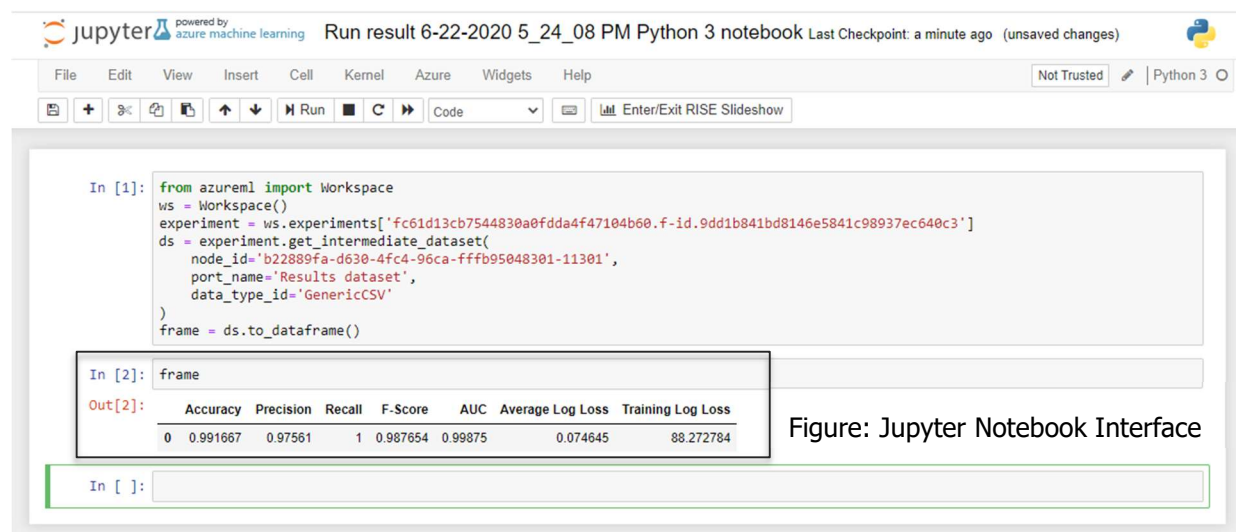 jupyter powered by azure machine learning Run result 6-22-2020 5_24_08 PM Python 3 notebook Last Checkpoint: a minute ago (unsaved changes)
File Edit View Insert Cell Kernel Azure Widgets Help Not Trusted Python 3
Run Code Enter/Exit RISE Slideshow
In [1]: from azureml import Workspace
ws = Workspace()
experiment = ws.experiments['fc61d13cb7544830a0fdda4f47104b60.f-id.9dd1b841bd8146e5841c98937ec640c3']
ds = experiment.get_intermediate_dataset(
    node_id='b22889fa-d630-4fc4-96ca-fffb95048301-11301',
    port_name='Results dataset',
    data_type_id='GenericCSV'
)
frame = ds.to_dataframe()
In [2]: frame
Out[2]: Accuracy Precision Recall F-Score AUC Average Log Loss Training Log Loss
0 0.991667 0.97561 1 0.987654 0.99875 0.074645 88.272784
Figure: Jupyter Notebook Interface
In [ ]: